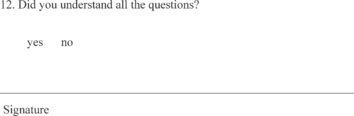 12. Did you understand all the questions?
yes no
Signature